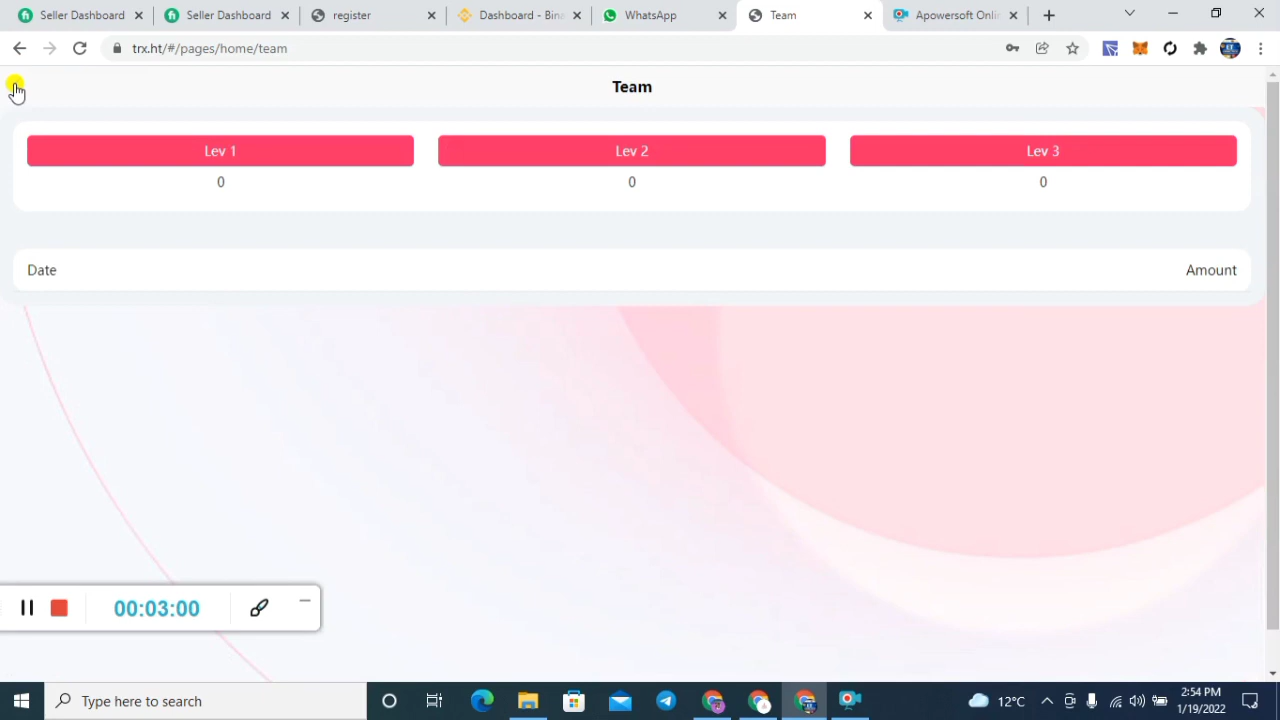 Seller Dashboard
Seller Dashboard
register
Dashboard - Bina
WhatsApp
Team
Apowersoft Onli
trx.ht/#/pages/home/team
Team
Lev 1
Lev 2
Lev 3
0
0
0
Date
Amount
00:03:00
Type here to search
12°C
2:54 PM
1/19/2022